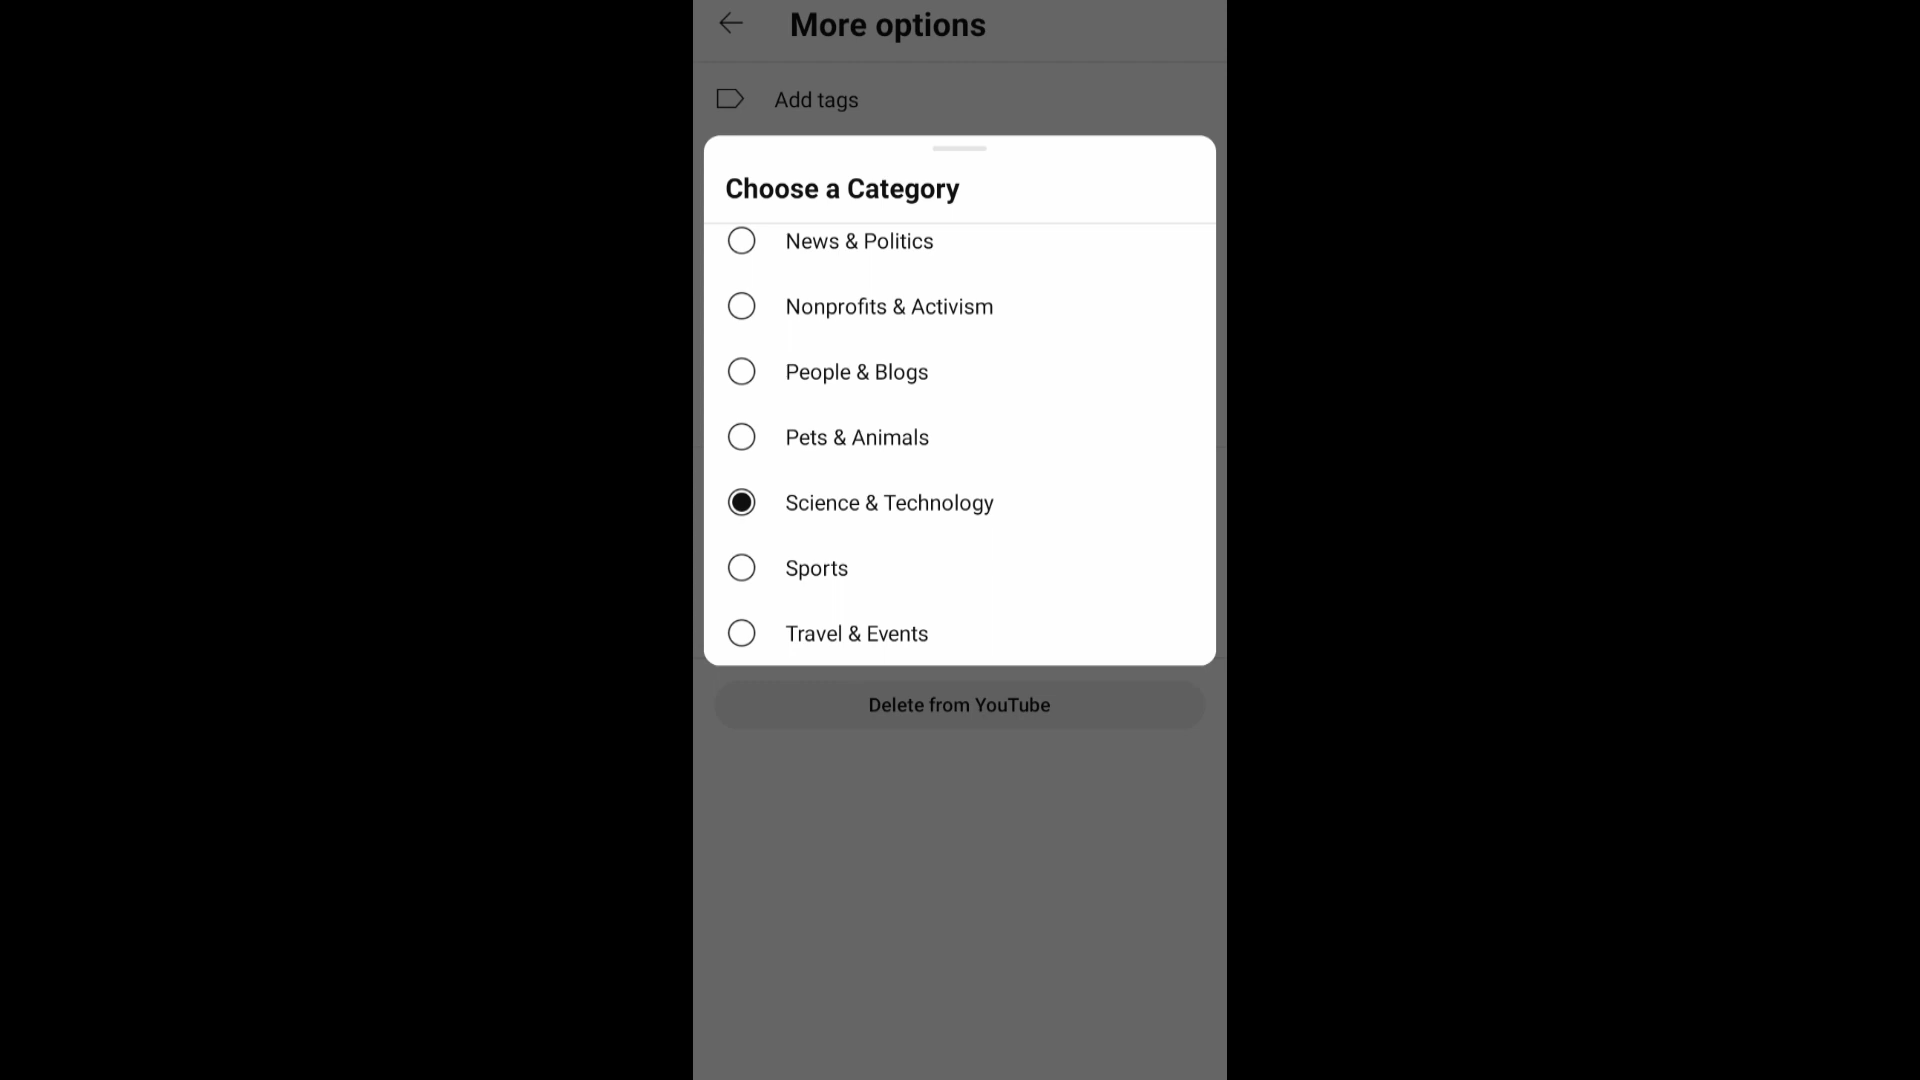 More options
Add tags
Choose a Category
News & Politics
Nonprofits & Activism
People & Blogs
Pets & Animals
Science & Technology
Sports
Travel & Events
Delete from YouTube